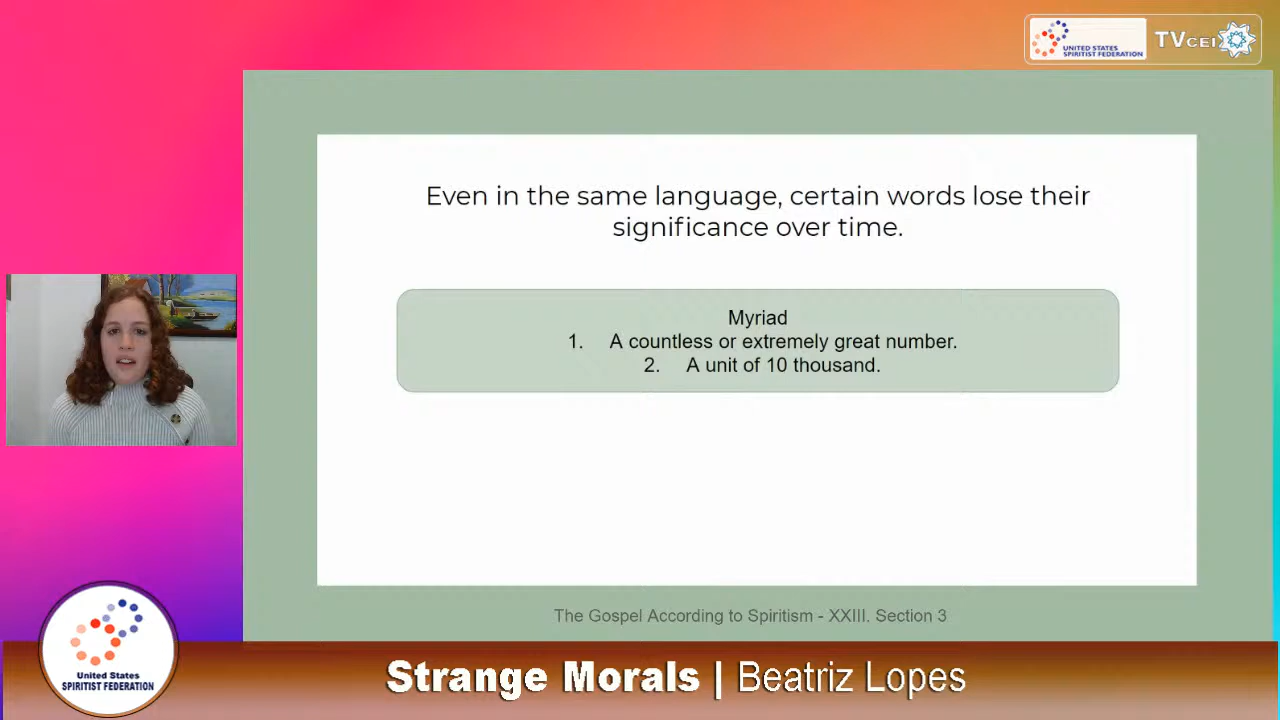 UNITED STATES
SPIRITIST FEDERATION
TVCEI
Even in the same language, certain words lose their
significance over time.
Myriad
1. A countless or extremely great number.
2. A unit of 10 thousand.
The Gospel According to Spiritism - XXIII. Section 3
United States
SPIRITIST FEDERATION
Strange Morals | Beatriz Lopes